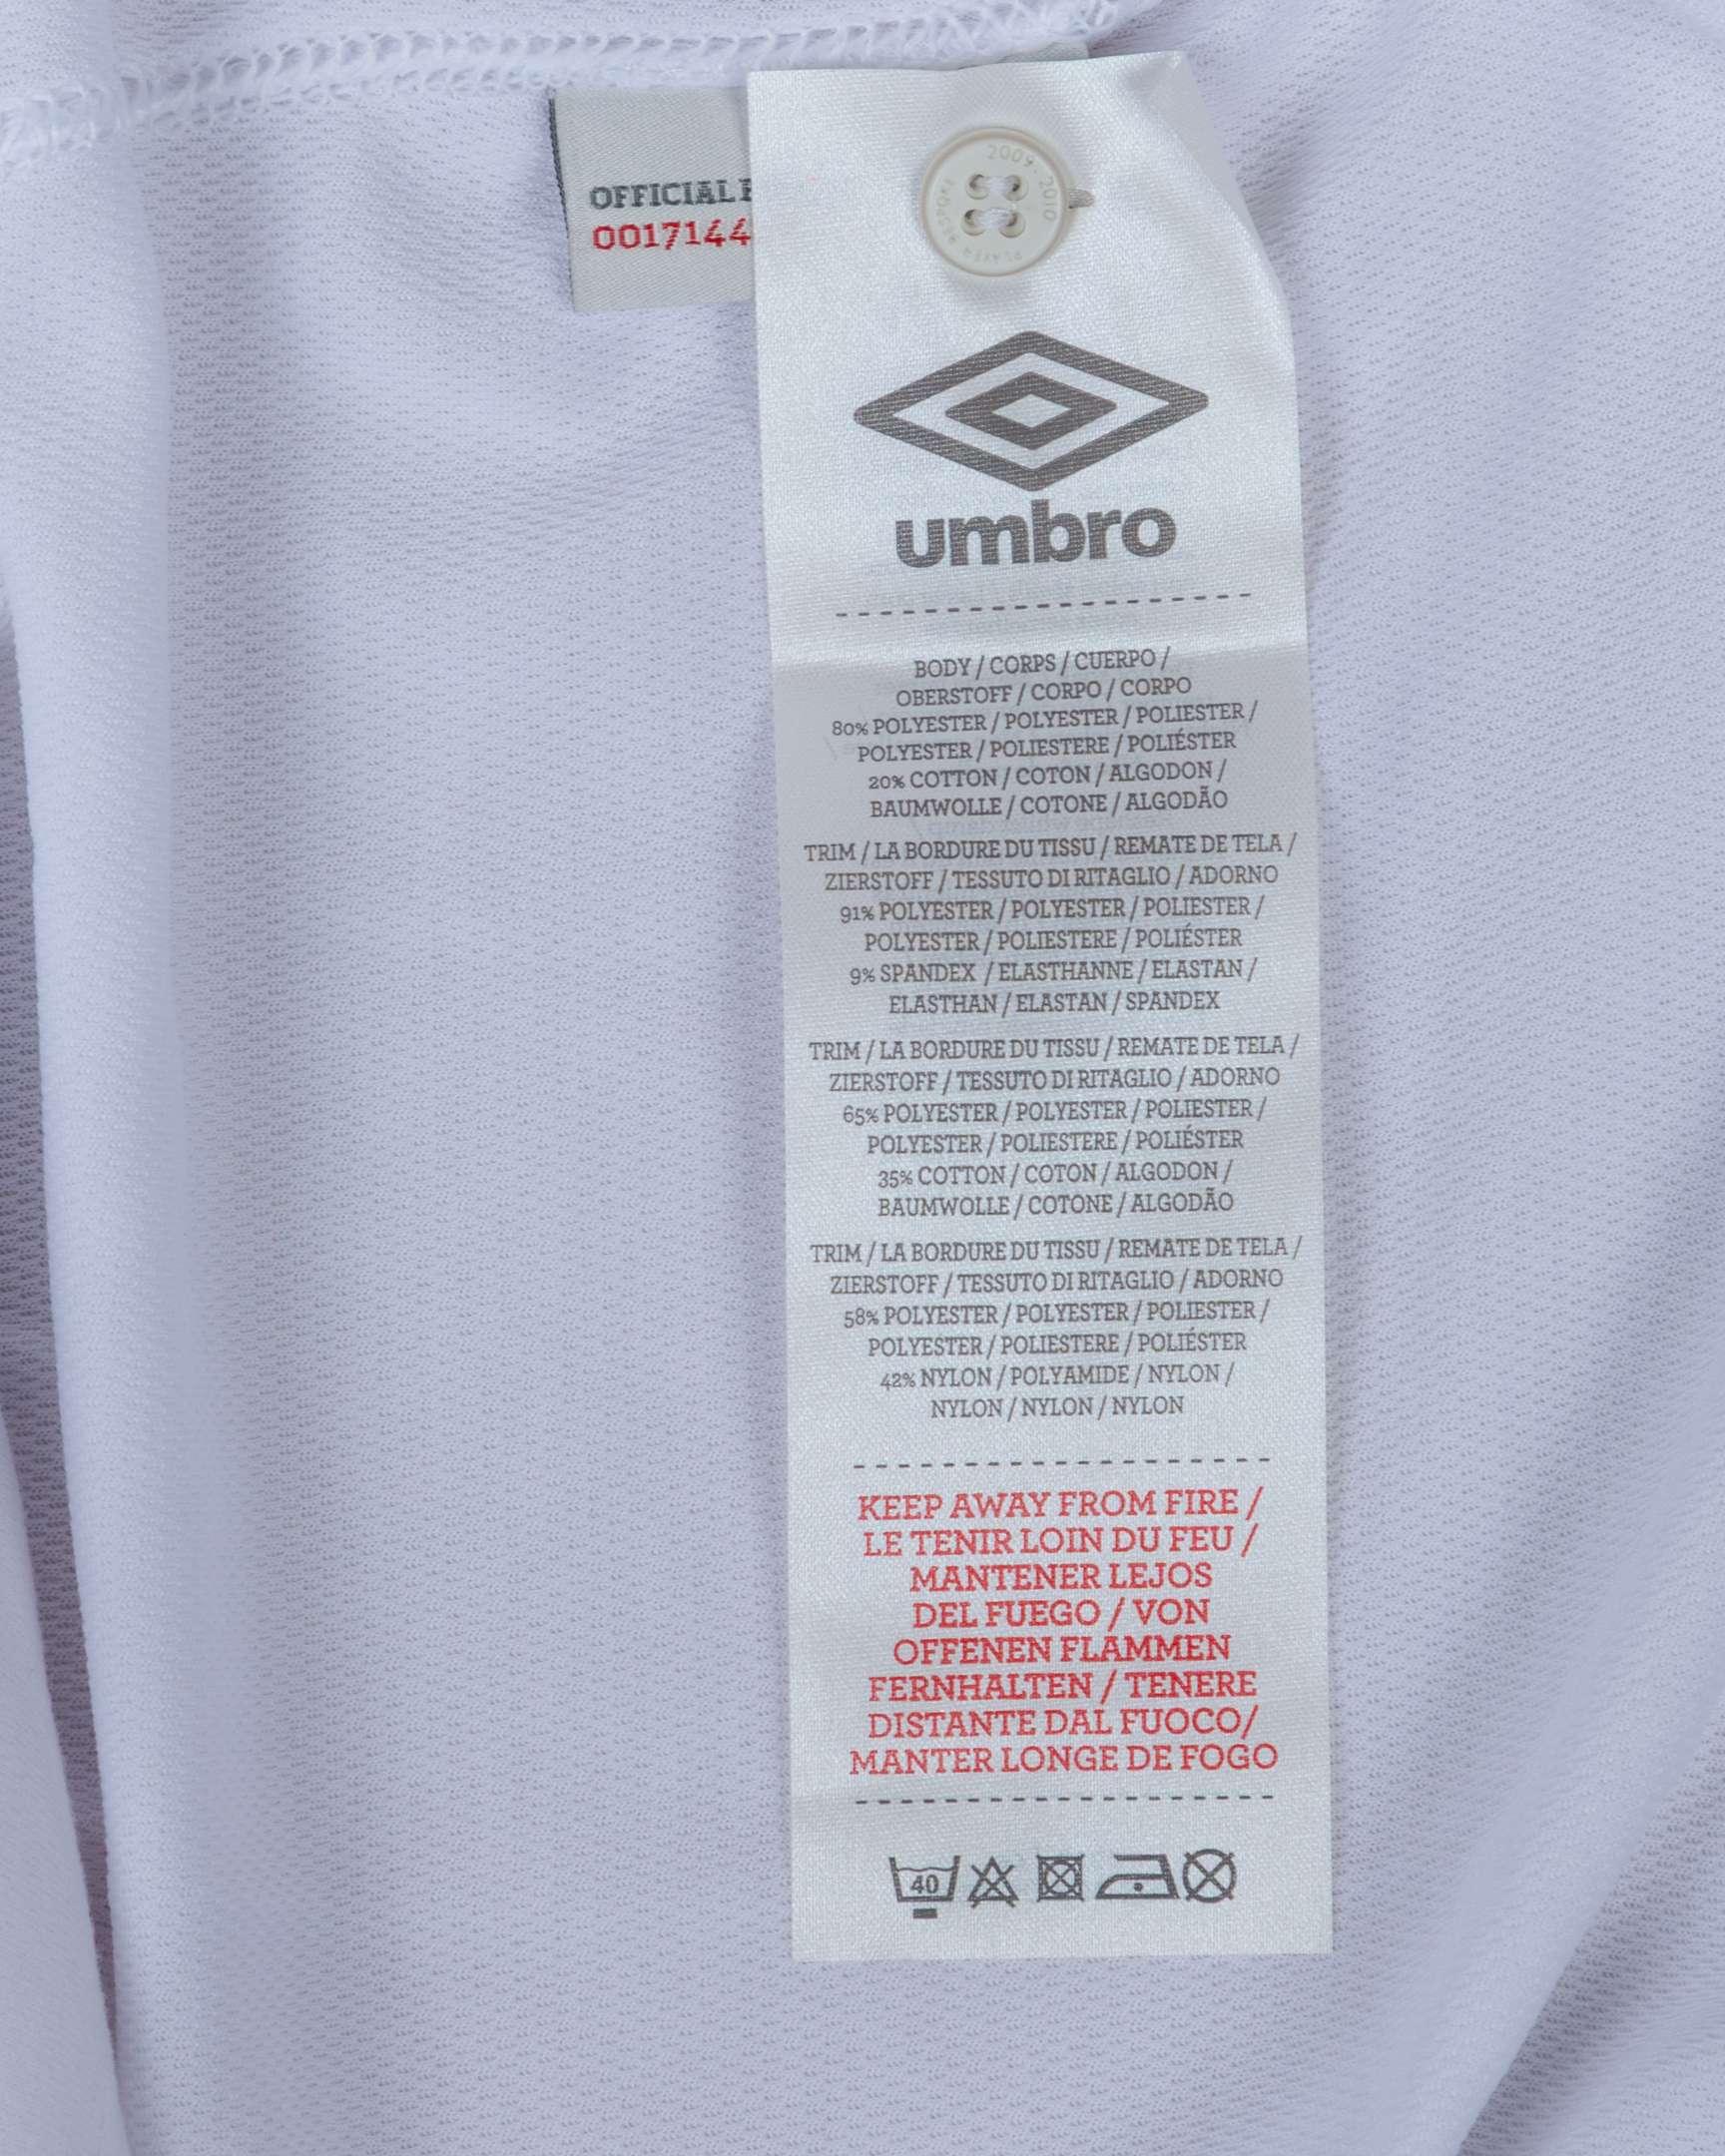 OFFICIAL
0017144
2009-2010
PLAYER
umbro
BODY / CORPS / CUERPO /
OBERSTOFF / CORPO / CORPO
80% POLYESTER / POLYESTER / POLIESTER /
POLYESTER / POLIESTERE / POLIÉSTER
20% COTTON / COTON / ALGODON /
BAUMWOLLE / COTONE / ALGODÃO
TRIM / LA BORDURE DU TISSU / REMATE DE TELA /
ZIERSTOFF / TESSUTO DI RITAGLIO / ADORNO
91% POLYESTER / POLYESTER / POLIESTER /
POLYESTER / POLIESTERE / POLIÉSTER
9% SPANDEX / ELASTHANNE / ELASTAN /
ELASTHAN / ELASTAN / SPANDEX
TRIM / LA BORDURE DU TISSU / REMATE DE TELA /
ZIERSTOFF / TESSUTO DI RITAGLIO / ADORNO
65% POLYESTER / POLYESTER / POLIESTER /
POLYESTER / POLIESTERE / POLIÉSTER
35% COTTON / COTON / ALGODON /
BAUMWOLLE / COTONE / ALGODÃO
TRIM / LA BORDURE DU TISSU / REMATE DE TELA /
ZIERSTOFF / TESSUTO DI RITAGLIO / ADORNO
58% POLYESTER / POLYESTER / POLIESTER /
POLYESTER / POLIESTERE / POLIÉSTER
42% NYLON / POLYAMIDE / NYLON /
NYLON / NYLON / NYLON
KEEP AWAY FROM FIRE /
LE TENIR LOIN DU FEU /
MANTENER LEJOS
DEL FUEGO / VON
OFFENEN FLAMMEN
FERNHALTEN / TENERE
DISTANTE DAL FUOCO/
MANTER LONGE DE FOGO
40